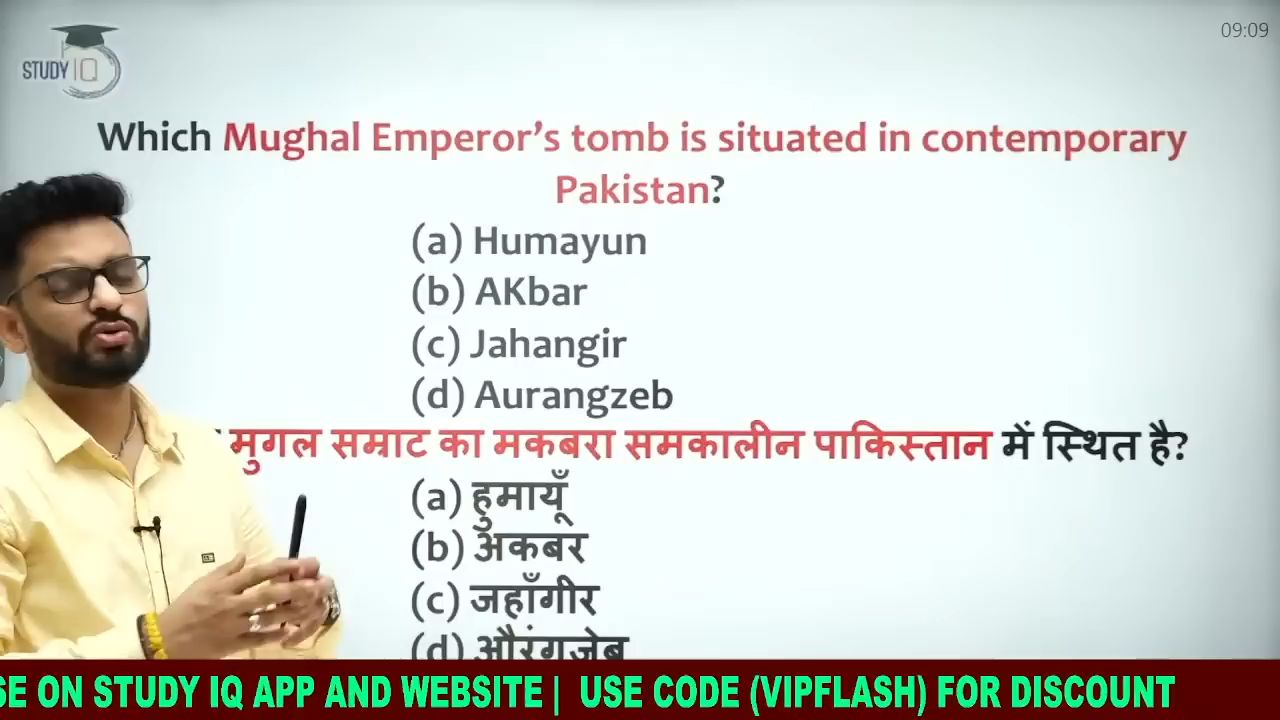 STUDY IQ
09:09
Which Mughal Emperor's tomb is situated in contemporary
Pakistan?
(a) Humayun
(b) AKbar
(c) Jahangir
(d) Aurangzeb
मुगल सम्राट का मकबरा समकालीन पाकिस्तान में स्थित है?
(a) हुमायूँ
(b) अकबर
(c) जहाँगीर
(d) औरंगजेब
ON STUDY IQ APP AND WEBSITE | USE CODE (VIPFLASH) FOR DISCOUNT